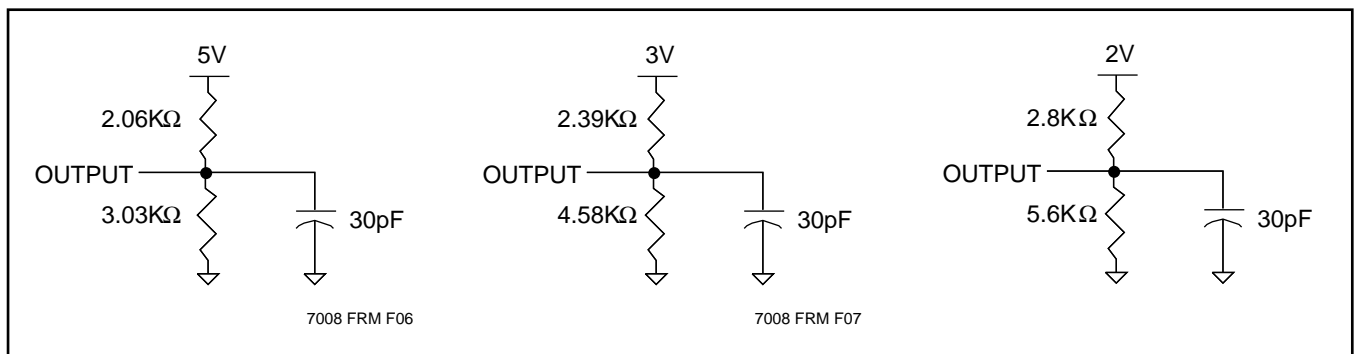 5V
2.06KΩ
OUTPUT
3.03KΩ
30pF
7008 FRM F06
3V
2.39KΩ
OUTPUT
4.58KΩ
30pF
7008 FRM F07
2V
2.8KΩ
OUTPUT
5.6KΩ
30pF